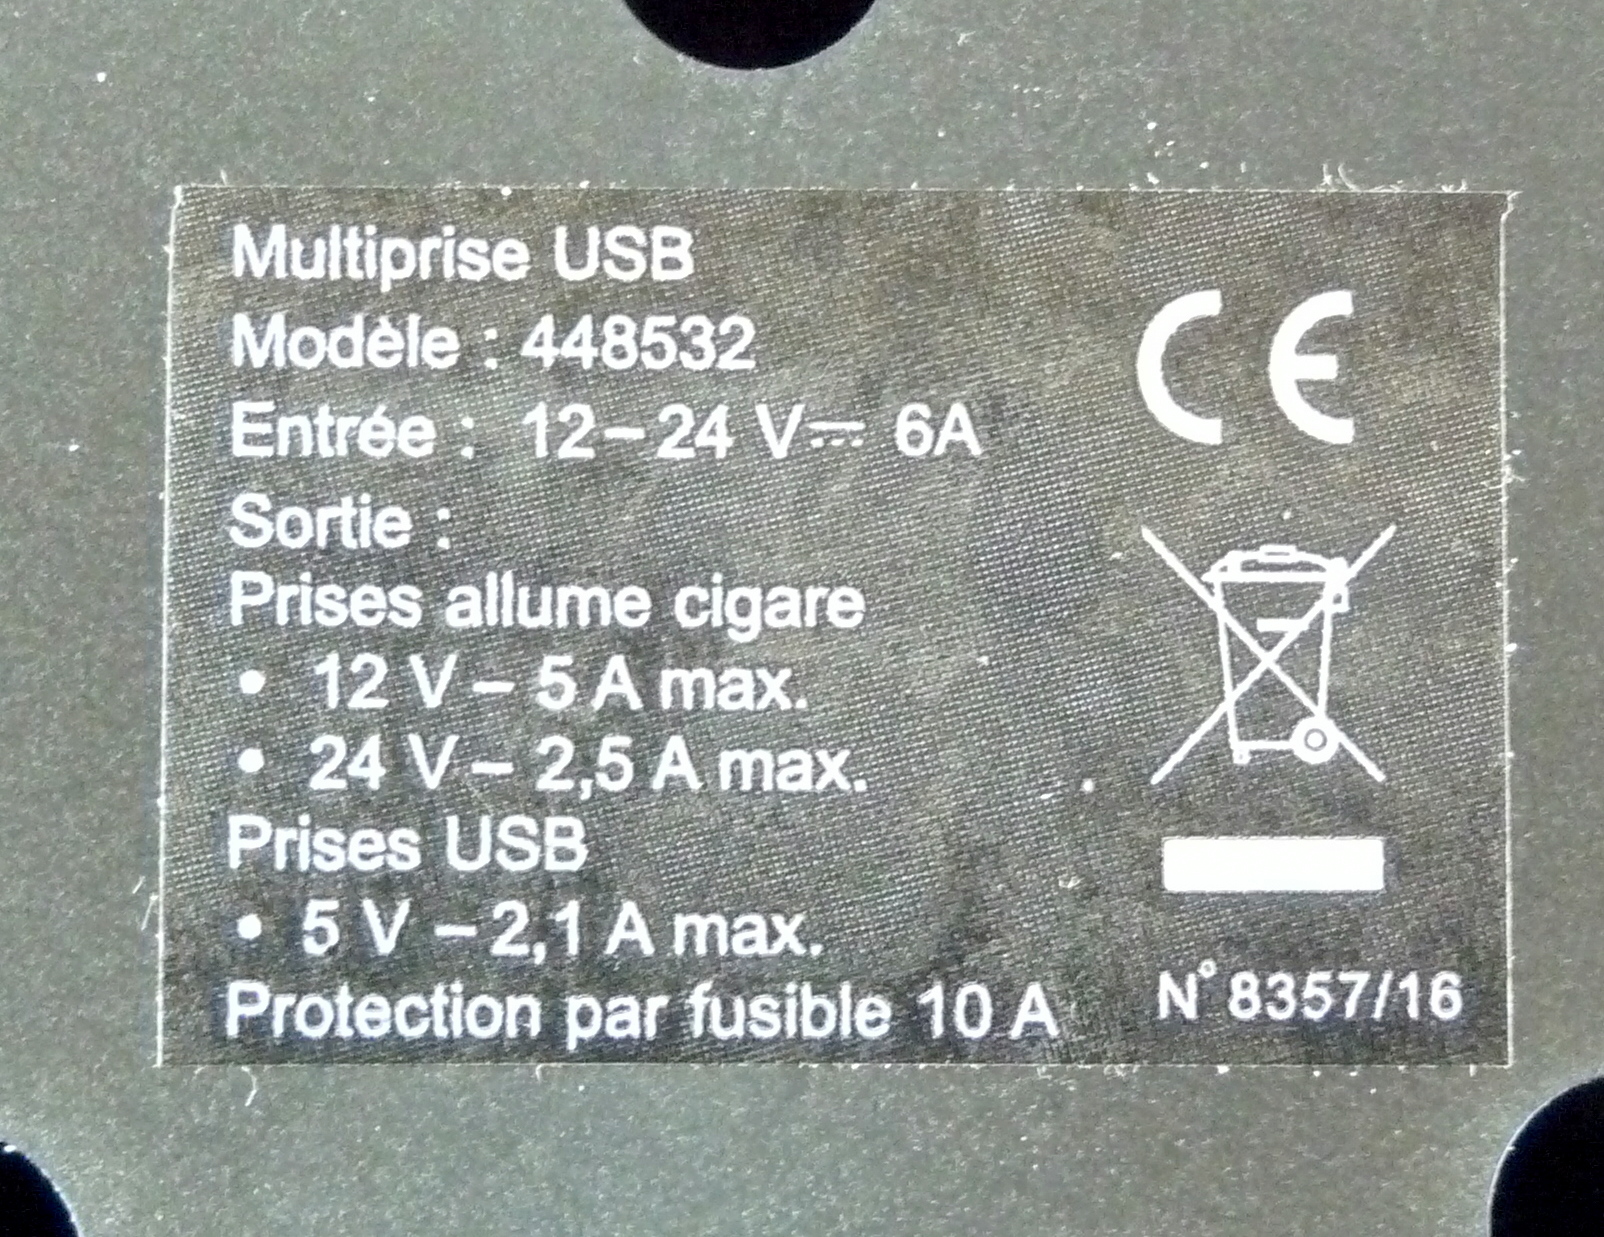 Multiprise USB
Modèle : 448532
Entrée : 12–24 V⎓ 6A
Sortie :
Prises allume cigare
• 12 V – 5 A max.
• 24 V – 2,5 A max.
Prises USB
• 5 V – 2,1 A max.
Protection par fusible 10 A
CE
N° 8357/16